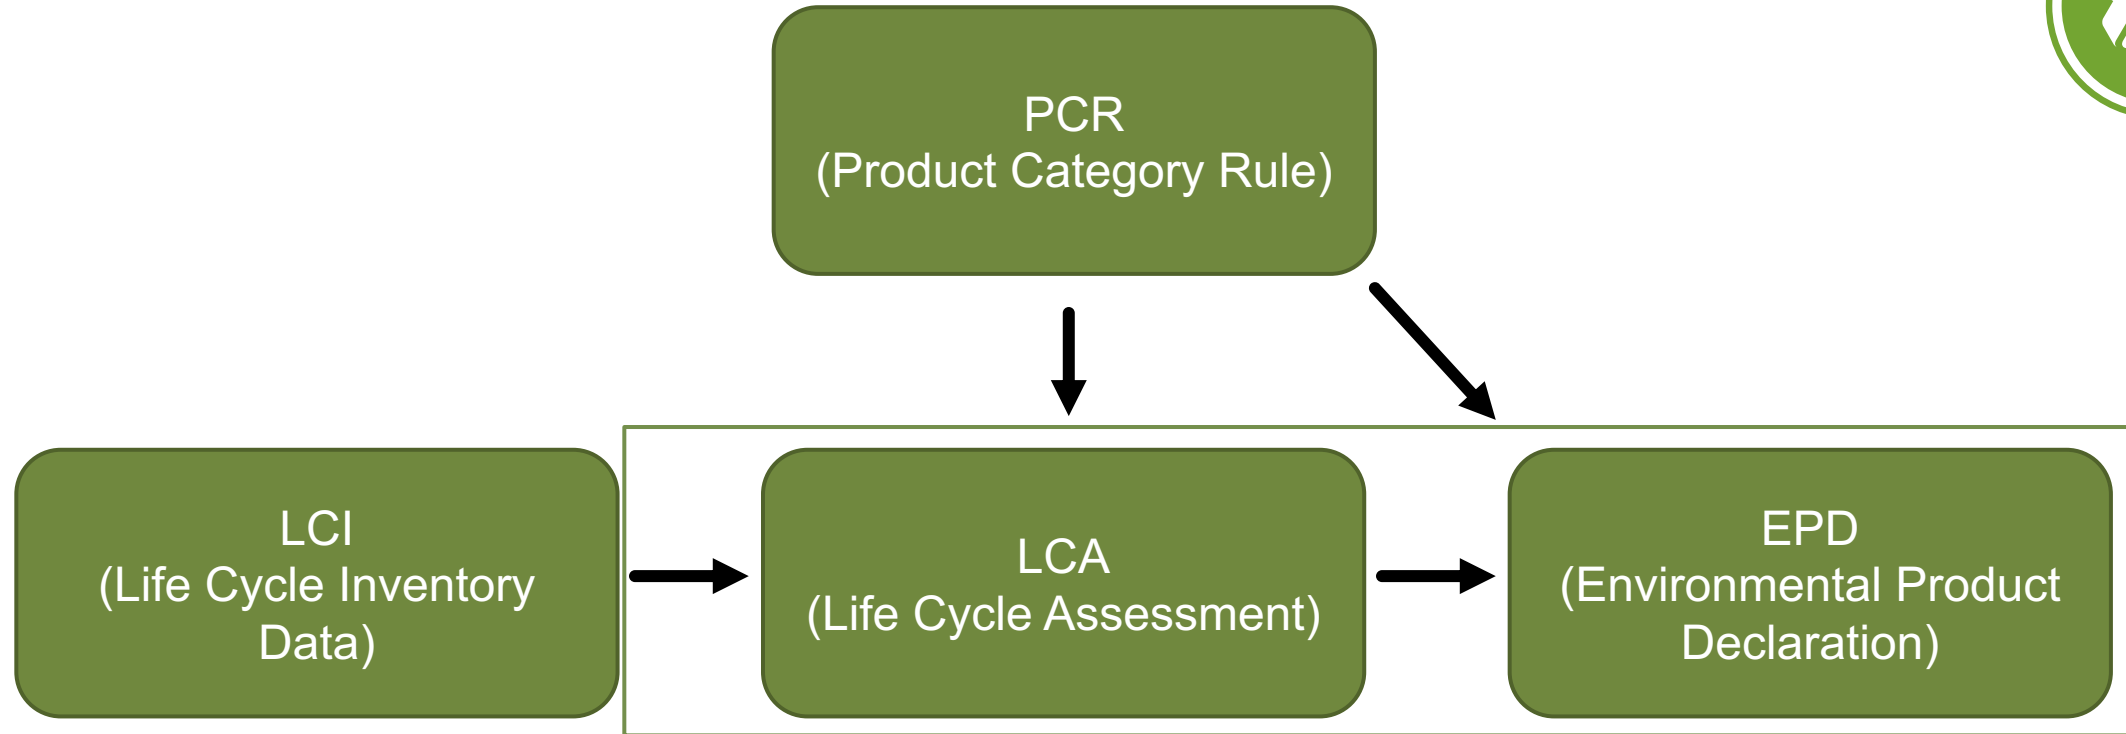 PCR
(Product Category Rule)
LCI
(Life Cycle Inventory
Data)
LCA
(Life Cycle Assessment)
EPD
(Environmental Product
Declaration)